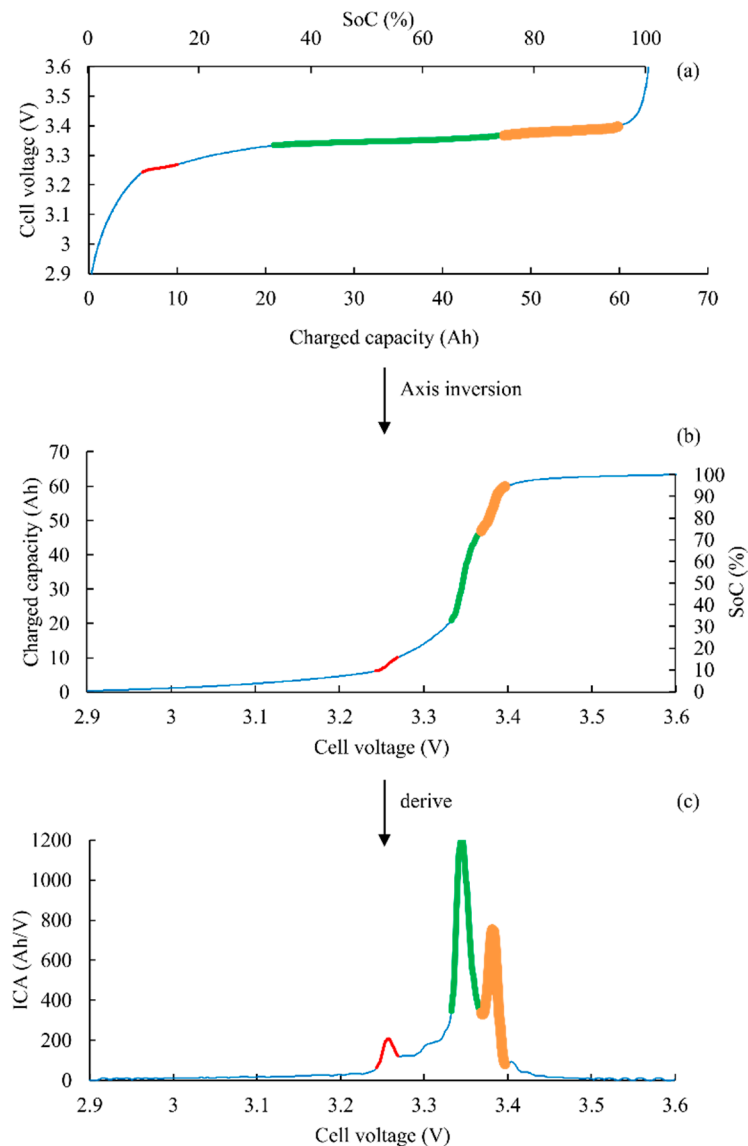 SoC (%)
0 20 40 60 80 100
(a)
3.6
3.5
3.4
3.3
3.2
3.1
3
2.9
Cell voltage (V)
0 10 20 30 40 50 60 70
Charged capacity (Ah)
Axis inversion
(b)
70
60
50
40
30
20
10
0
Charged capacity (Ah)
100
90
80
70
60
50
40
30
20
10
0
SoC (%)
2.9 3 3.1 3.2 3.3 3.4 3.5 3.6
Cell voltage (V)
derive
(c)
1200
1000
800
600
400
200
0
ICA (Ah/V)
2.9 3 3.1 3.2 3.3 3.4 3.5 3.6
Cell voltage (V)